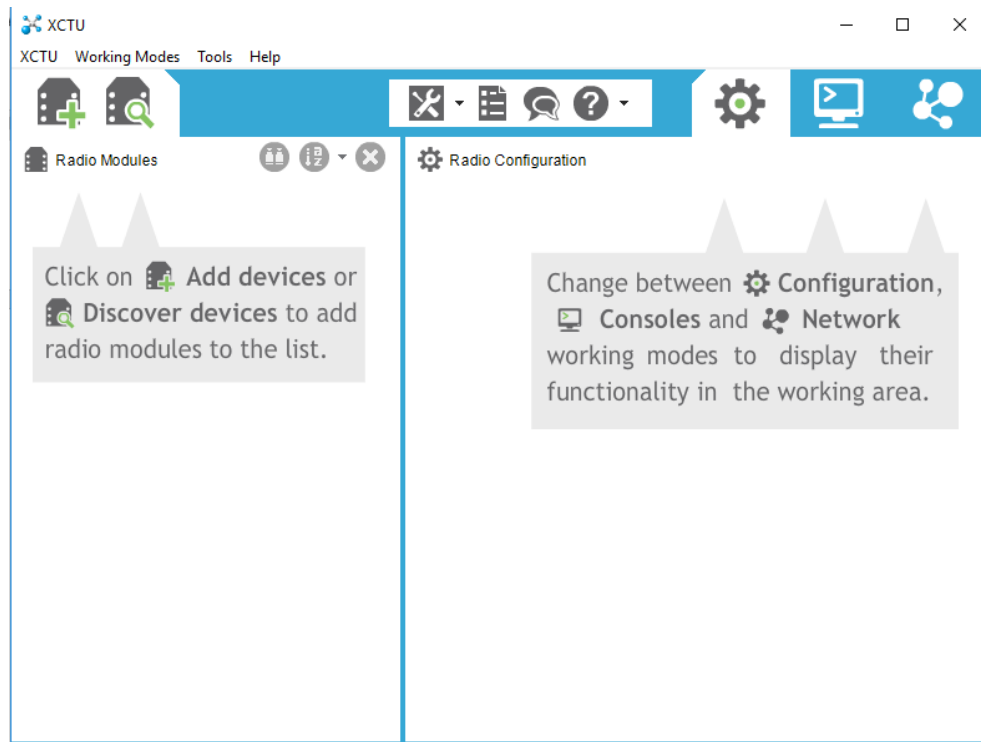 XCTU
XCTU Working Modes Tools Help
Radio Modules
Radio Configuration
Click on Add devices or
Discover devices to add
radio modules to the list.
Change between Configuration,
Consoles and Network
working modes to display their
functionality in the working area.